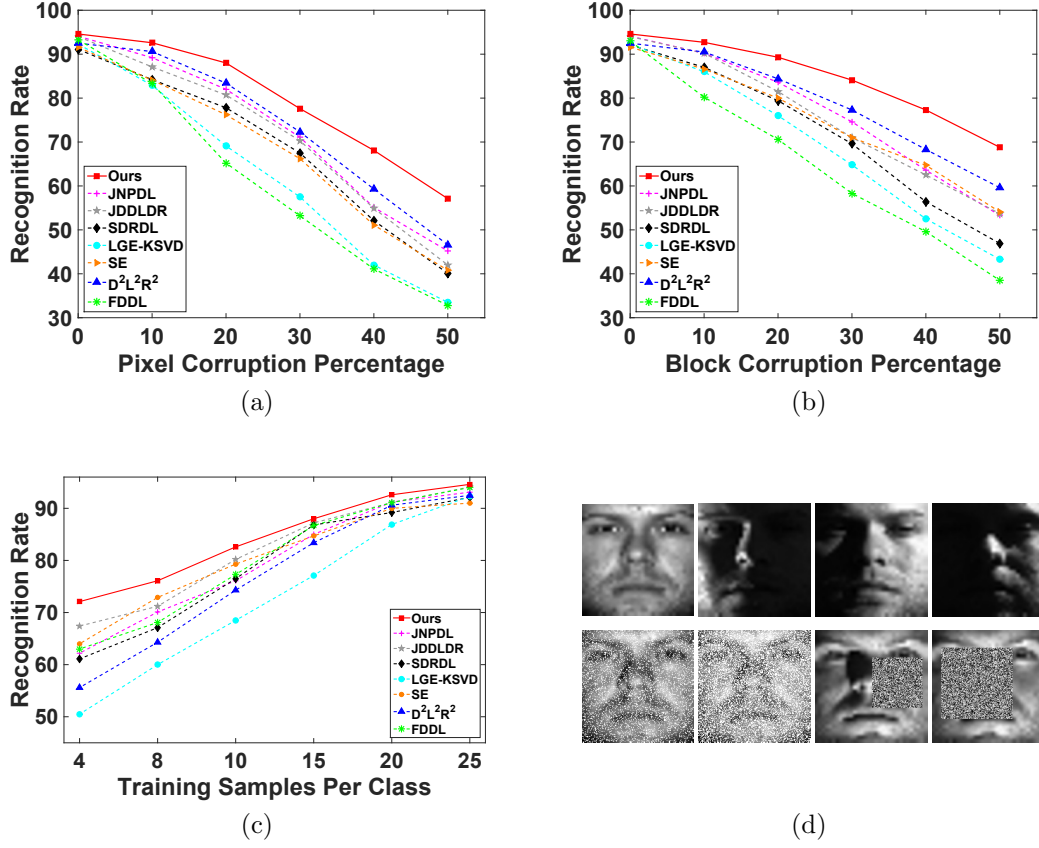 100
90
80
70
60
50
40
30
Recognition Rate
Ours
JNPDL
JDDLDR
SDRDL
LGE-KSVD
SE
D²L²R²
FDDL
0 10 20 30 40 50
Pixel Corruption Percentage
(a)
100
90
80
70
60
50
40
30
Recognition Rate
Ours
JNPDL
JDDLDR
SDRDL
LGE-KSVD
SE
D²L²R²
FDDL
0 10 20 30 40 50
Block Corruption Percentage
(b)
90
80
70
60
50
Recognition Rate
Ours
JNPDL
JDDLDR
SDRDL
LGE-KSVD
SE
D²L²R²
FDDL
4 8 10 15 20 25
Training Samples Per Class
(c)
(d)